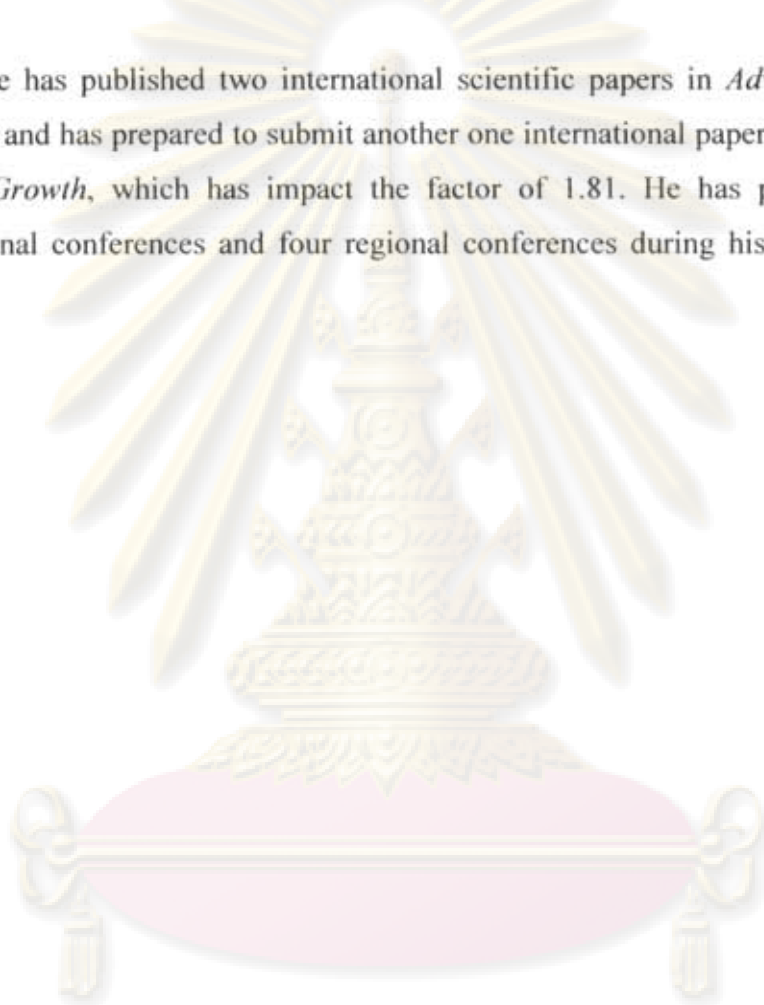 e has published two international scientific papers in Ad
and has prepared to submit another one international paper
Growth, which has impact the factor of 1.81. He has p
nal conferences and four regional conferences during his